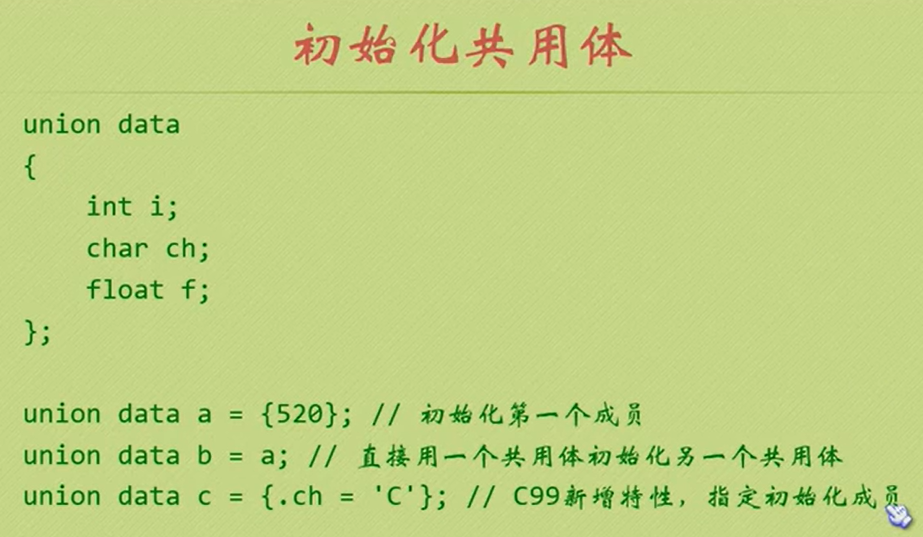 初始化共用体
union data
{
    int i;
    char ch;
    float f;
};
union data a = {520}; // 初始化第一个成员
union data b = a; // 直接用一个共用体初始化另一个共用体
union data c = {.ch = 'C'}; // C99新增特性，指定初始化成员